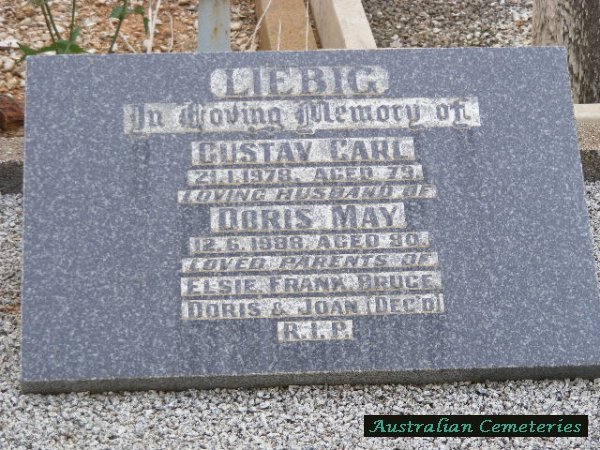 LIEBIG
In Loving Memory of
GUSTAV CARL
21.1.1978. AGED 79.
LOVING HUSBAND OF
DORIS MAY
12.6.1988. AGED 80.
LOVED PARENTS OF
ELSIE, FRANK, BRUCE,
DORIS & JOAN (DEC'D)
R.I.P.
Australian Cemeteries